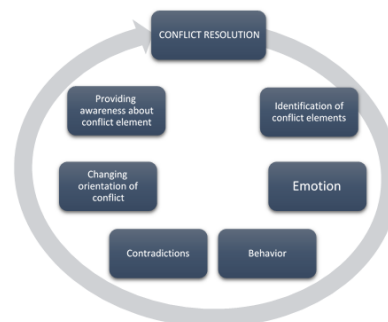 CONFLICT RESOLUTION
Identification of
conflict elements
Emotion
Behavior
Contradictions
Changing
orientation of
conflict
Providing
awareness about
conflict element